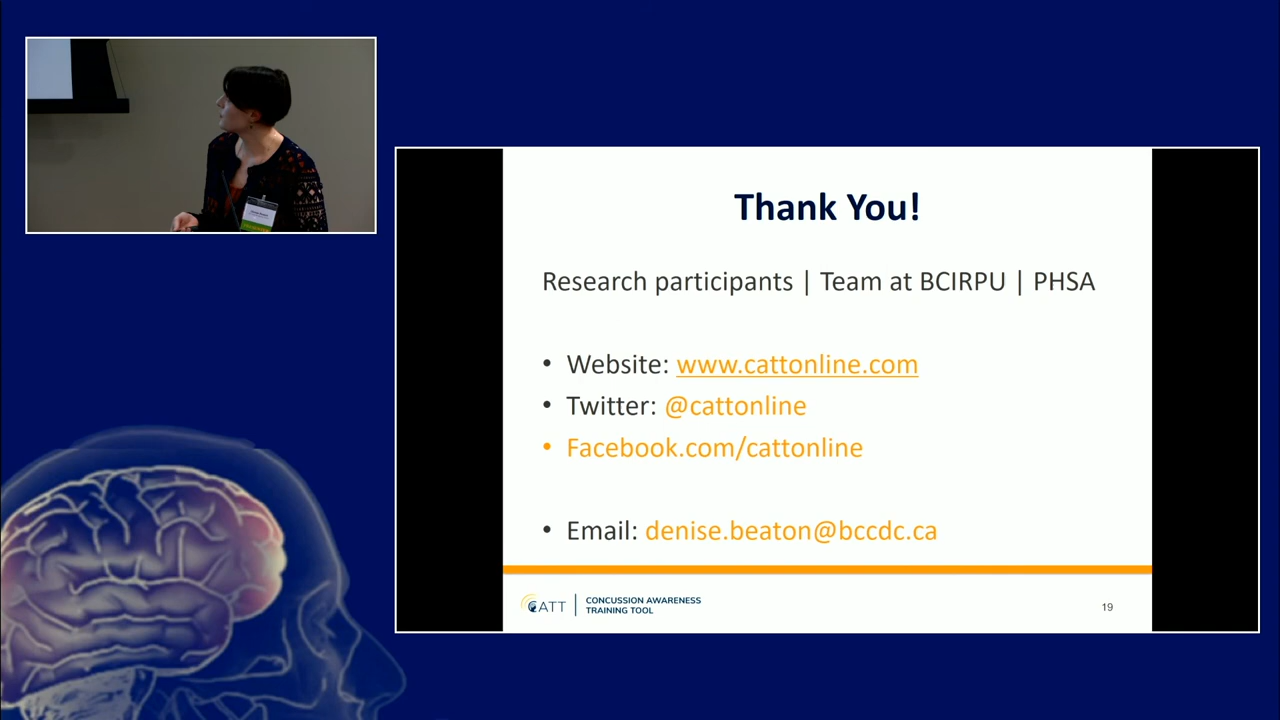 Thank You!
Research participants | Team at BCIRPU | PHSA
• Website: www.cattonline.com
• Twitter: @cattonline
• Facebook.com/cattonline
• Email: denise.beaton@bccdc.ca
CATT
CONCUSSION AWARENESS
TRAINING TOOL
19